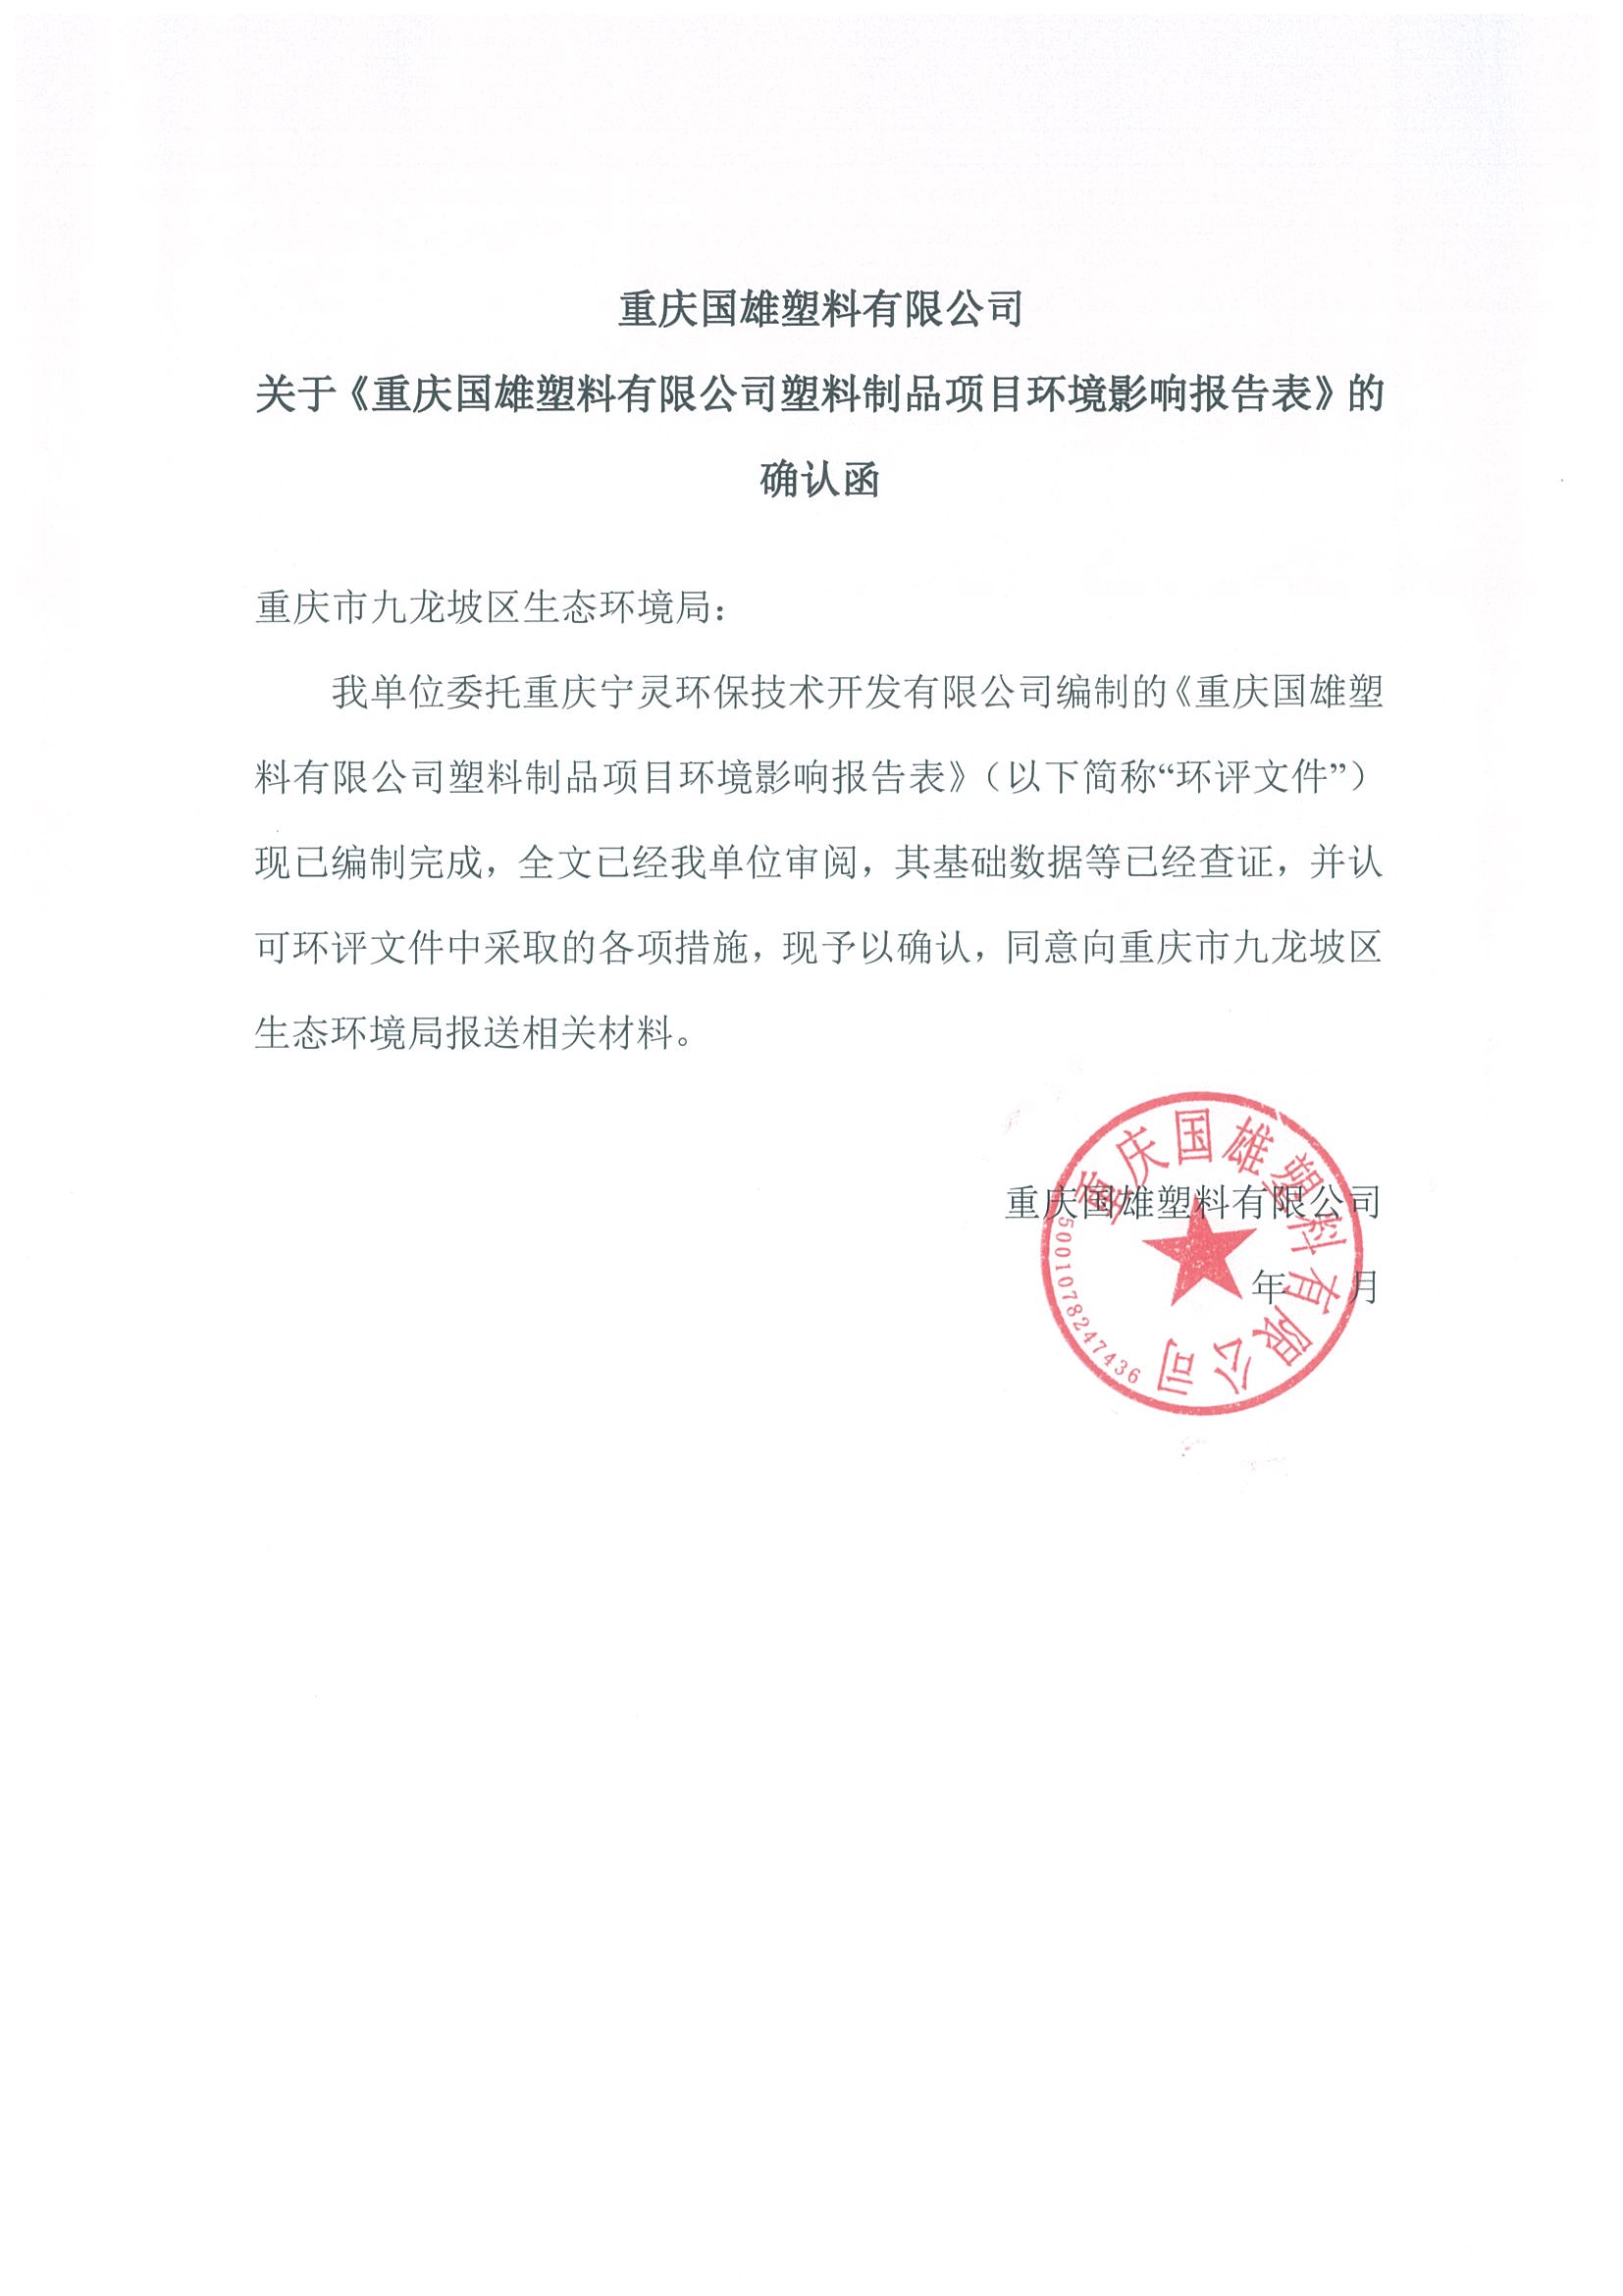 重庆国雄塑料有限公司
关于《重庆国雄塑料有限公司塑料制品项目环境影响报告表》的
确认函
重庆市九龙坡区生态环境局：
我单位委托重庆宁灵环保技术开发有限公司编制的《重庆国雄塑
料有限公司塑料制品项目环境影响报告表》（以下简称“环评文件”）
现已编制完成，全文已经我单位审阅，其基础数据等已经查证，并认
可环评文件中采取的各项措施，现予以确认，同意向重庆市九龙坡区
生态环境局报送相关材料。
重庆国雄塑料有限公司
年 月
重庆国雄塑料有限公司
5001078247436